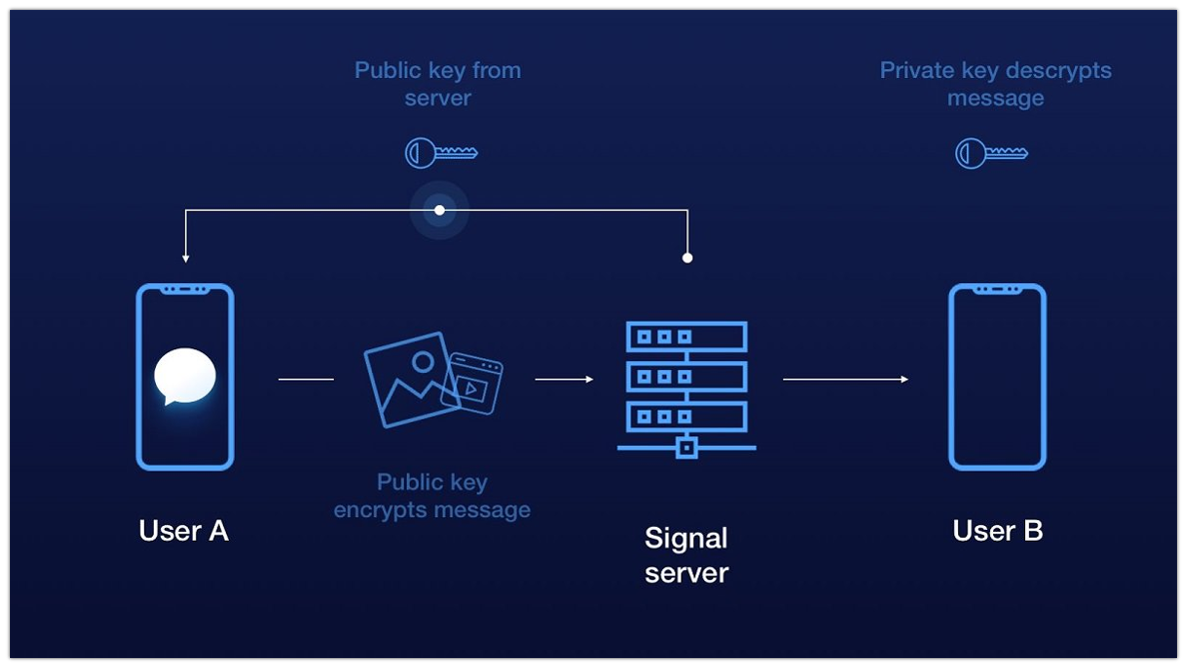 Public key from
server
Private key descrypts
message
Public key
encrypts message
User A
Signal
server
User B